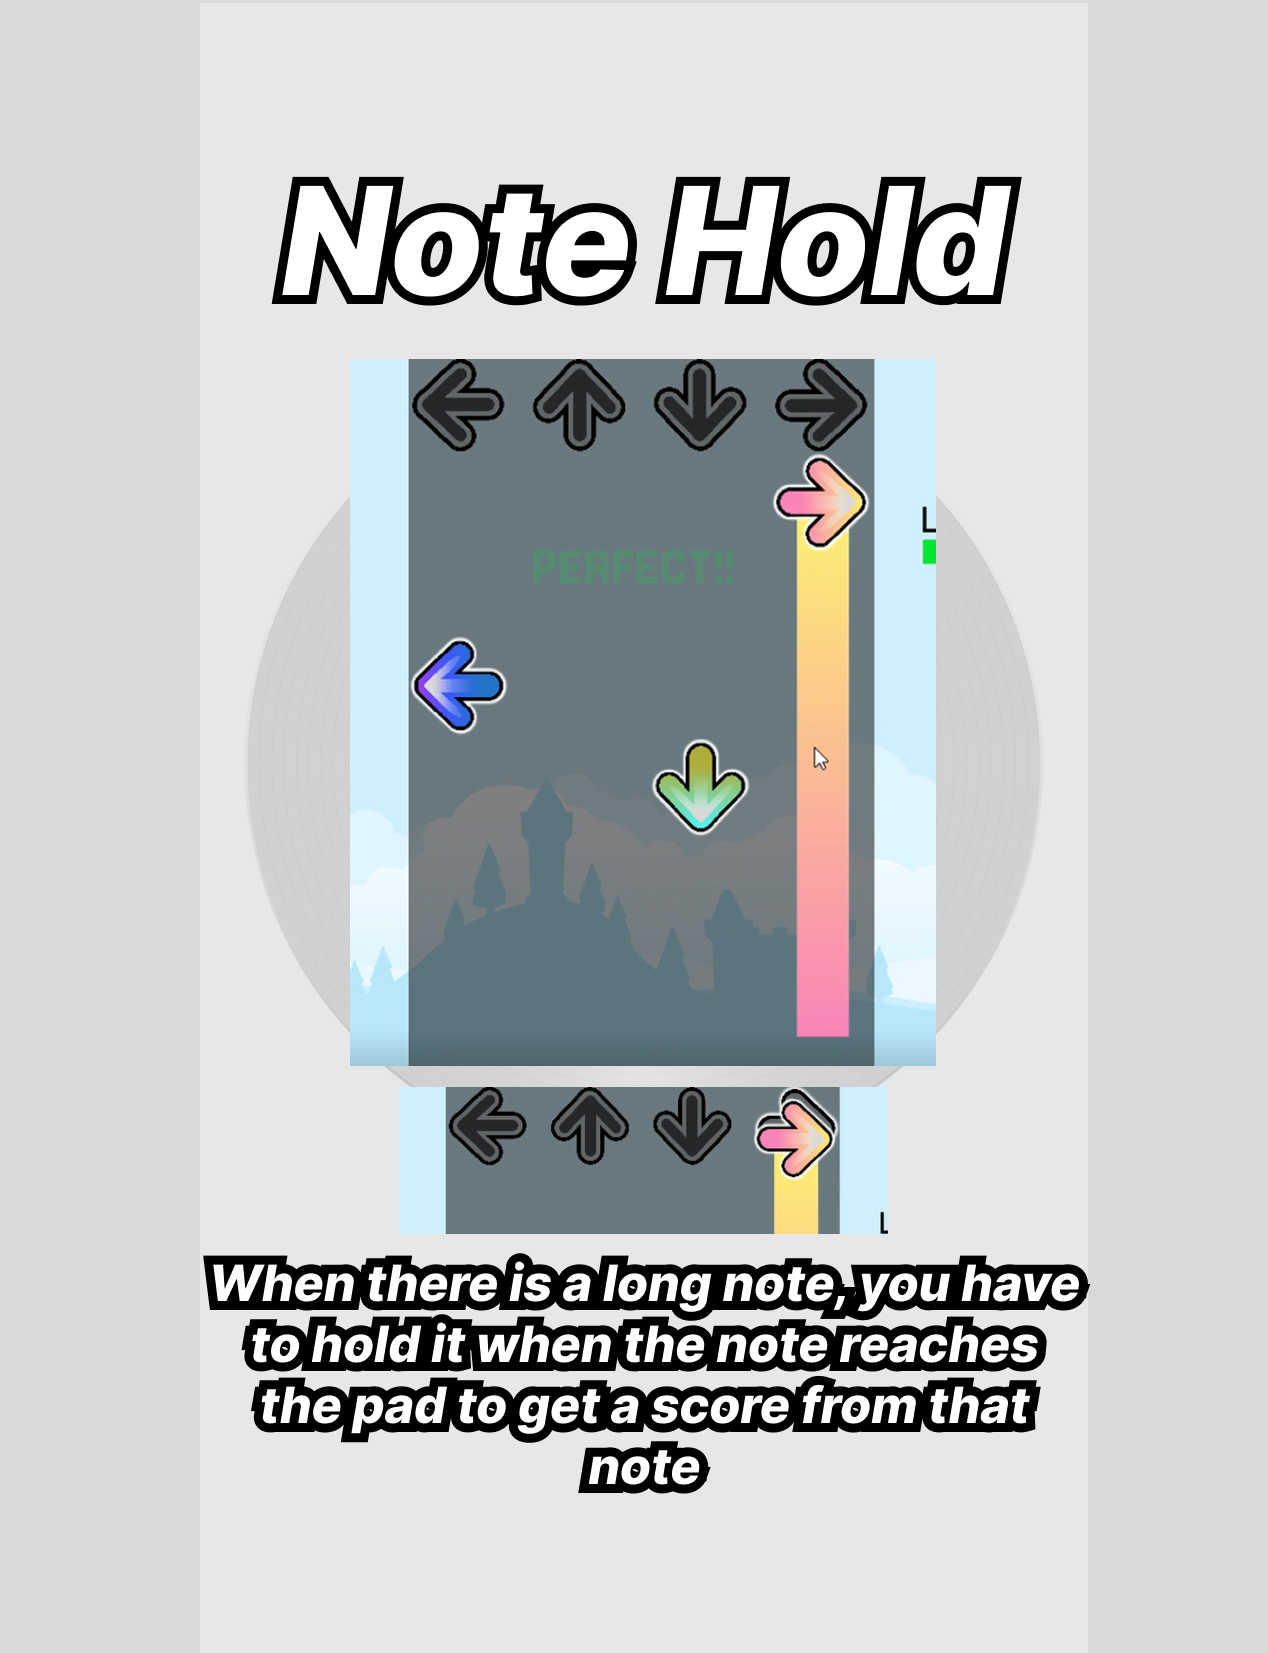 Note Hold
PERFECT!!
L
L
When there is a long note, you have
to hold it when the note reaches
the pad to get a score from that
note